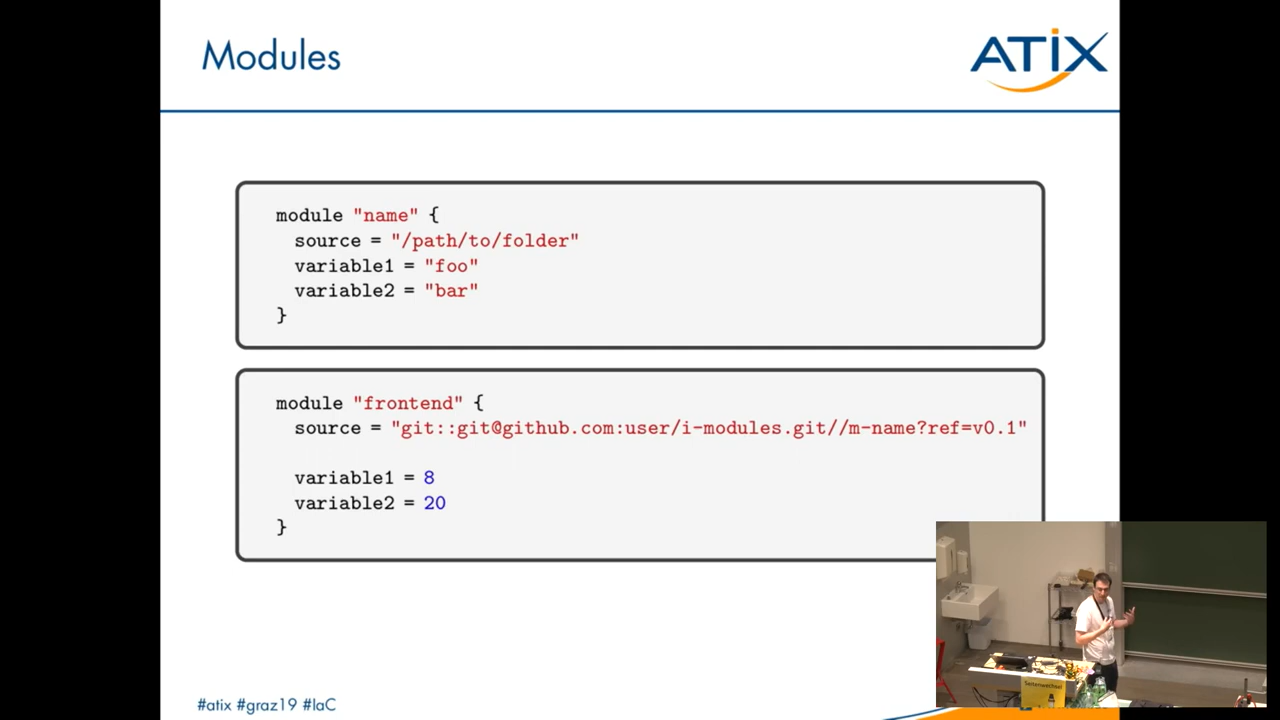 Modules
ATIX
module "name" {
source = "/path/to/folder"
variable1 = "foo"
variable2 = "bar"
}
module "frontend" {
source = "git::git@github.com:user/i-modules.git//m-name?ref=v0.1"
variable1 = 8
variable2 = 20
}
Seitenwechsel
#atix #graz19 #IaC